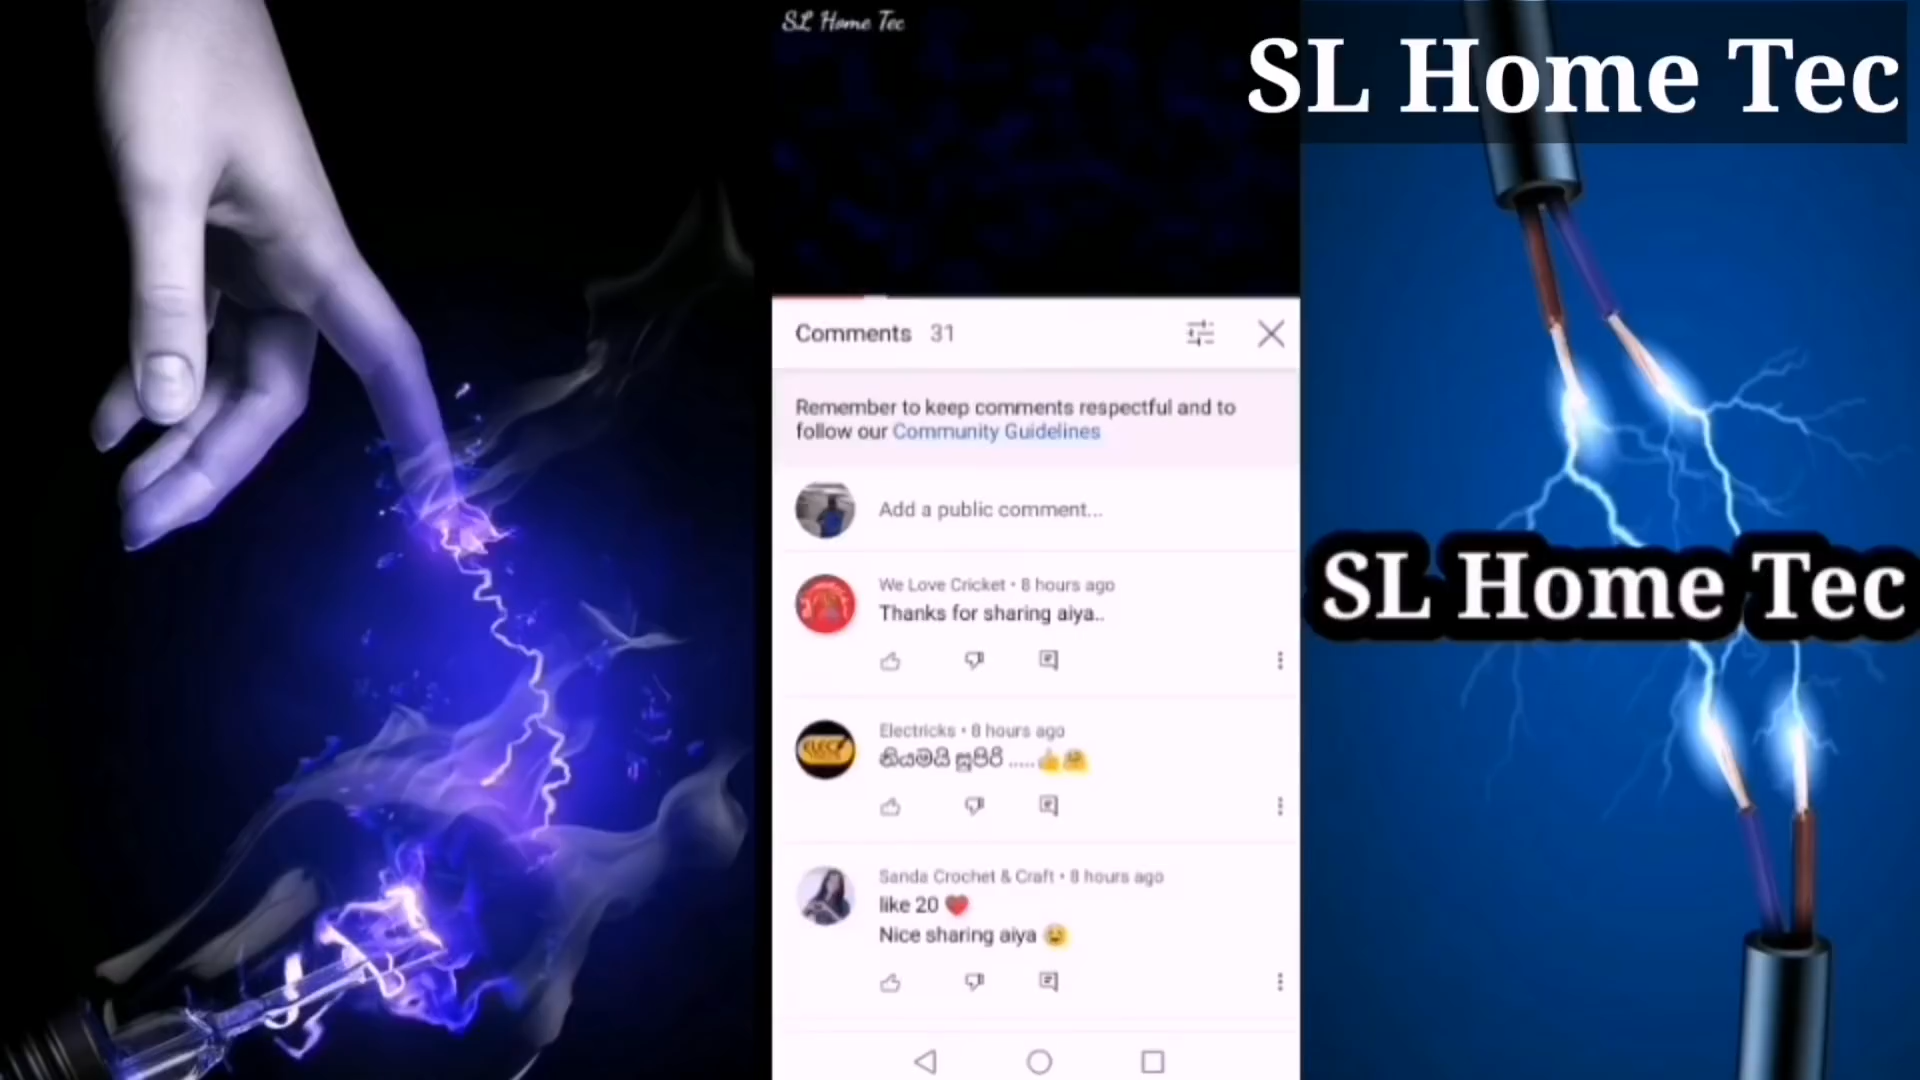 SL Home Tec
SL Home Tec
Comments 31
Remember to keep comments respectful and to
follow our Community Guidelines
Add a public comment...
We Love Cricket • 8 hours ago
Thanks for sharing aiya..
Electricks • 8 hours ago
නියමයි සුපිරි .....👍🤗
Sanda Crochet & Craft • 8 hours ago
like 20 ❤️
Nice sharing aiya
SL Home Tec